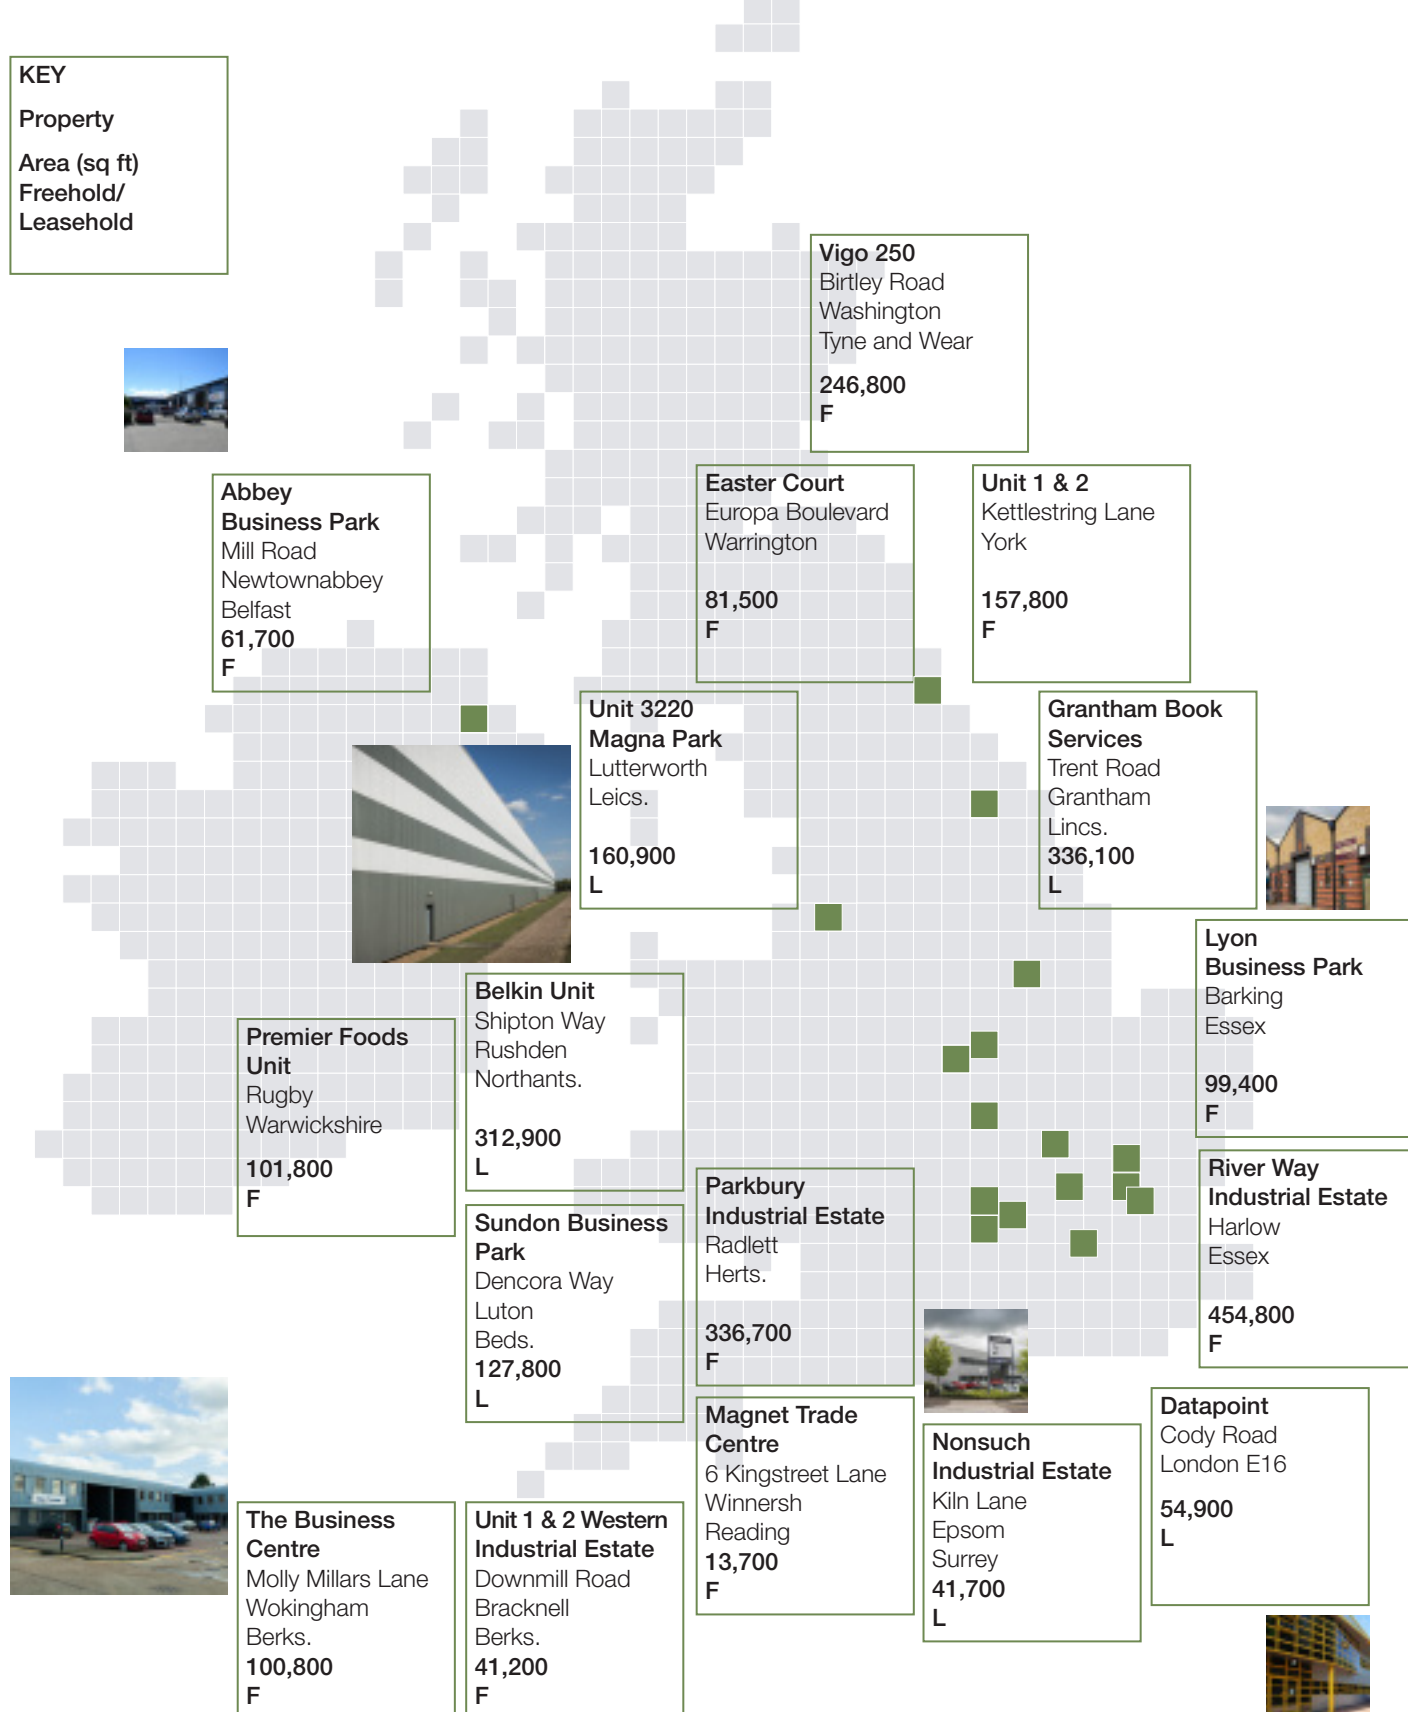 KEY
Property
Area (sq ft)
Freehold/
Leasehold
Vigo 250
Birtley Road
Washington
Tyne and Wear
246,800
F
Abbey
Business Park
Mill Road
Newtownabbey
Belfast
61,700
F
Easter Court
Europa Boulevard
Warrington
81,500
F
Unit 1 & 2
Kettlestring Lane
York
157,800
F
Unit 3220
Magna Park
Lutterworth
Leics.
160,900
L
Grantham Book
Services
Trent Road
Grantham
Lincs.
336,100
L
Lyon
Business Park
Barking
Essex
99,400
F
Belkin Unit
Shipton Way
Rushden
Northants.
312,900
L
Premier Foods
Unit
Rugby
Warwickshire
101,800
F
River Way
Industrial Estate
Harlow
Essex
454,800
F
Parkbury
Industrial Estate
Radlett
Herts.
336,700
F
Sundon Business
Park
Dencora Way
Luton
Beds.
127,800
L
Datapoint
Cody Road
London E16
54,900
L
Magnet Trade
Centre
6 Kingstreet Lane
Winnersh
Reading
13,700
F
Nonsuch
Industrial Estate
Kiln Lane
Epsom
Surrey
41,700
L
The Business
Centre
Molly Millars Lane
Wokingham
Berks.
100,800
F
Unit 1 & 2 Western
Industrial Estate
Downmill Road
Bracknell
Berks.
41,200
F